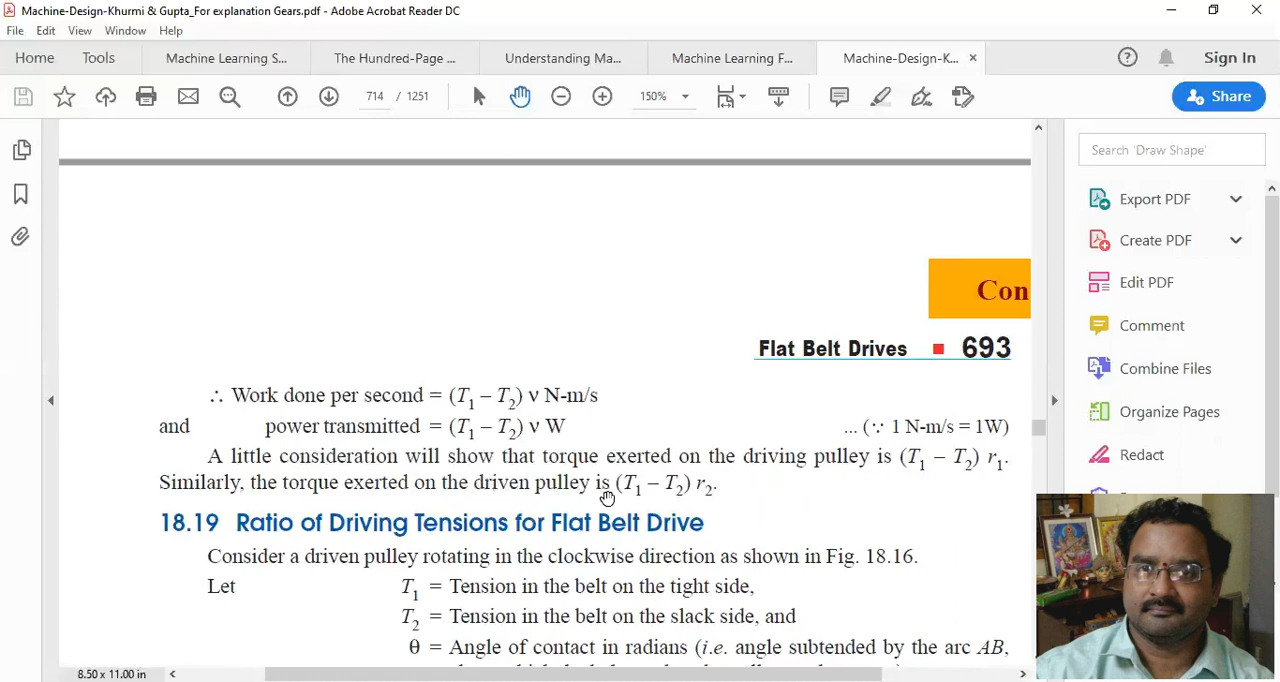 Machine-Design-Khurmi & Gupta_For explanation Gears.pdf - Adobe Acrobat Reader DC
File Edit View Window Help
Home Tools Machine Learning S... The Hundred-Page ... Understanding Ma... Machine Learning F... Machine-Design-K... × Sign In
714 / 1251 150% Share
Search 'Draw Shape'
Export PDF
Create PDF
Edit PDF
Comment
Combine Files
Organize Pages
Redact
Con
Flat Belt Drives ■ 693
∴ Work done per second = (T1 – T2) ν N-m/s
and power transmitted = (T1 – T2) ν W ... (∵ 1 N-m/s = 1W)
A little consideration will show that torque exerted on the driving pulley is (T1 – T2) r1.
Similarly, the torque exerted on the driven pulley is (T1 – T2) r2.
18.19 Ratio of Driving Tensions for Flat Belt Drive
Consider a driven pulley rotating in the clockwise direction as shown in Fig. 18.16.
Let T1 = Tension in the belt on the tight side,
T2 = Tension in the belt on the slack side, and
θ = Angle of contact in radians (i.e. angle subtended by the arc AB,
8.50 x 11.00 in